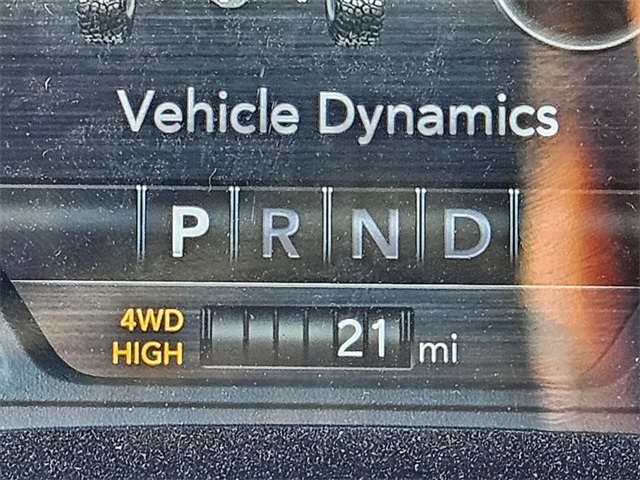 Vehicle Dynamics
P R N D
4WD
HIGH
21 mi